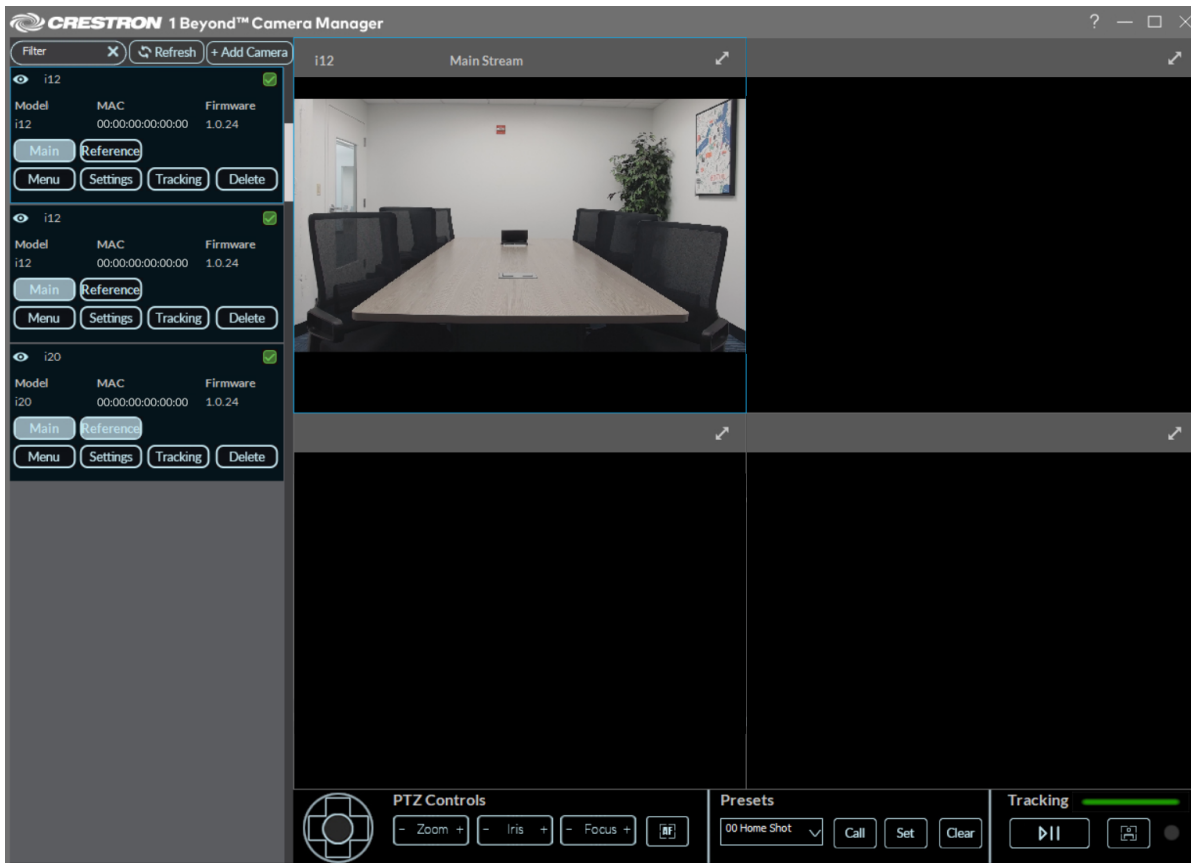 CRESTRON 1 Beyond™ Camera Manager
?
Filter
Refresh
+ Add Camera
i12
Model MAC Firmware
i12 00:00:00:00:00:00 1.0.24
Main Reference
Menu Settings Tracking Delete
i12
Model MAC Firmware
i12 00:00:00:00:00:00 1.0.24
Main Reference
Menu Settings Tracking Delete
i20
Model MAC Firmware
i20 00:00:00:00:00:00 1.0.24
Main Reference
Menu Settings Tracking Delete
i12 Main Stream
PTZ Controls
- Zoom + - Iris + - Focus + AF
Presets
00 Home Shot Call Set Clear
Tracking